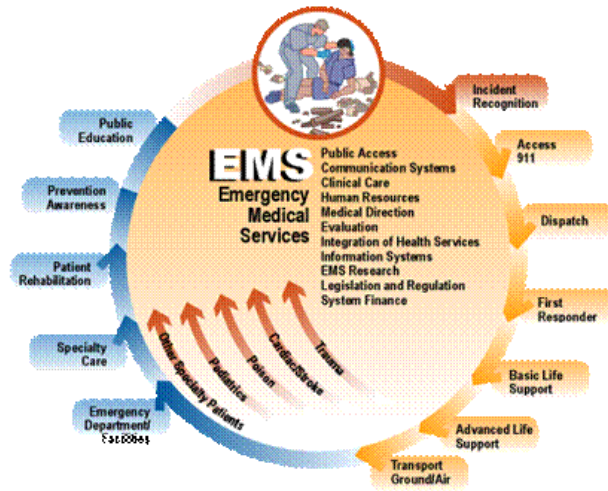 Incident
Recognition
Access
911
Dispatch
First
Responder
Basic Life
Support
Advanced Life
Support
Transport
Ground/Air
Emergency
Department/
Facilities
Specialty
Care
Patient
Rehabilitation
Prevention
Awareness
Public
Education
EMS
Emergency
Medical
Services
Public Access
Communication Systems
Clinical Care
Human Resources
Medical Direction
Evaluation
Integration of Health Services
Information Systems
EMS Research
Legislation and Regulation
System Finance
Other Specialty Patients
Pediatrics
Poison
Cardiac/Stroke
Trauma